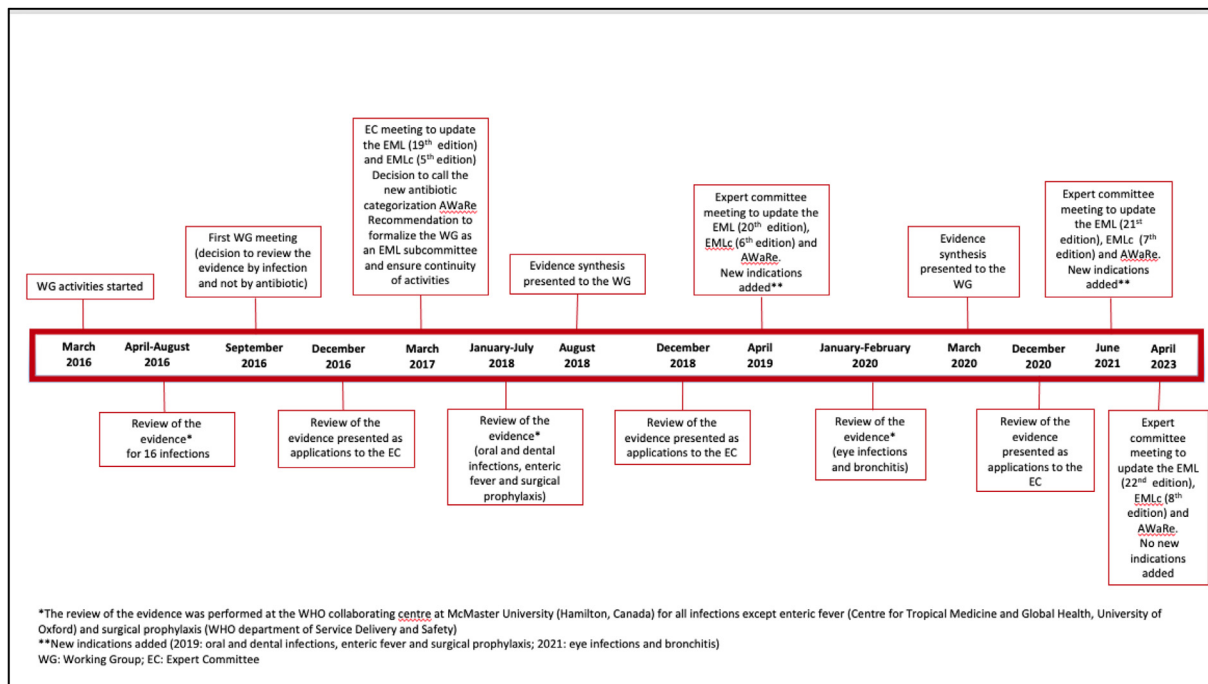 EC meeting to update
the EML (19th edition)
and EMLc (5th edition)
Decision to call the
new antibiotic
categorization AWaRe
Recommendation to
formalize the WG as
an EML subcommittee
and ensure continuity
of activities
Expert committee
meeting to update the
EML (20th edition),
EMLc (6th edition) and
AWaRe.
New indications
added**
Expert committee
meeting to update
the EML (21st
edition), EMLc (7th
edition) and AWaRe.
New indications
added**
First WG meeting
(decision to review the
evidence by infection
and not by antibiotic)
Evidence
synthesis
presented to the
WG
WG activities started
Evidence synthesis
presented to the WG
March
2016
April-August
2016
September
2016
December
2016
March
2017
January-July
2018
August
2018
December
2018
April
2019
January-February
2020
March
2020
December
2020
June
2021
April
2023
Review of the
evidence*
for 16 infections
Review of the
evidence presented as
applications to the EC
Review of the
evidence*
(oral and dental
infections, enteric
fever and surgical
prophylaxis)
Review of the
evidence presented as
applications to the EC
Review of the
evidence*
(eye infections
and bronchitis)
Review of the
evidence
presented as
applications to the
EC
Expert
committee
meeting to
update the EML
(22nd edition),
EMLc (8th
edition) and
AWaRe.
No new
indications
added
*The review of the evidence was performed at the WHO collaborating centre at McMaster University (Hamilton, Canada) for all infections except enteric fever (Centre for Tropical Medicine and Global Health, University of
Oxford) and surgical prophylaxis (WHO department of Service Delivery and Safety)
**New indications added (2019: oral and dental infections, enteric fever and surgical prophylaxis; 2021: eye infections and bronchitis)
WG: Working Group; EC: Expert Committee